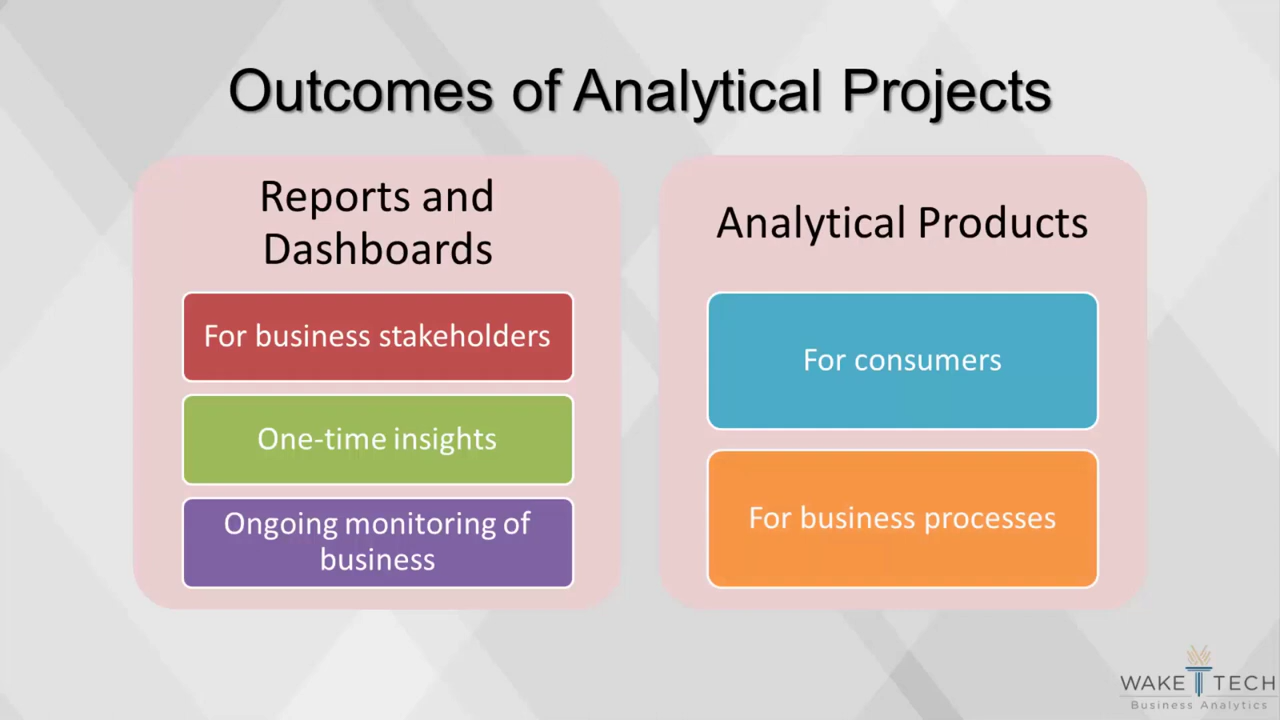 Outcomes of Analytical Projects
Reports and
Dashboards
For business stakeholders
One-time insights
Ongoing monitoring of
business
Analytical Products
For consumers
For business processes
WAKE TECH
Business Analytics